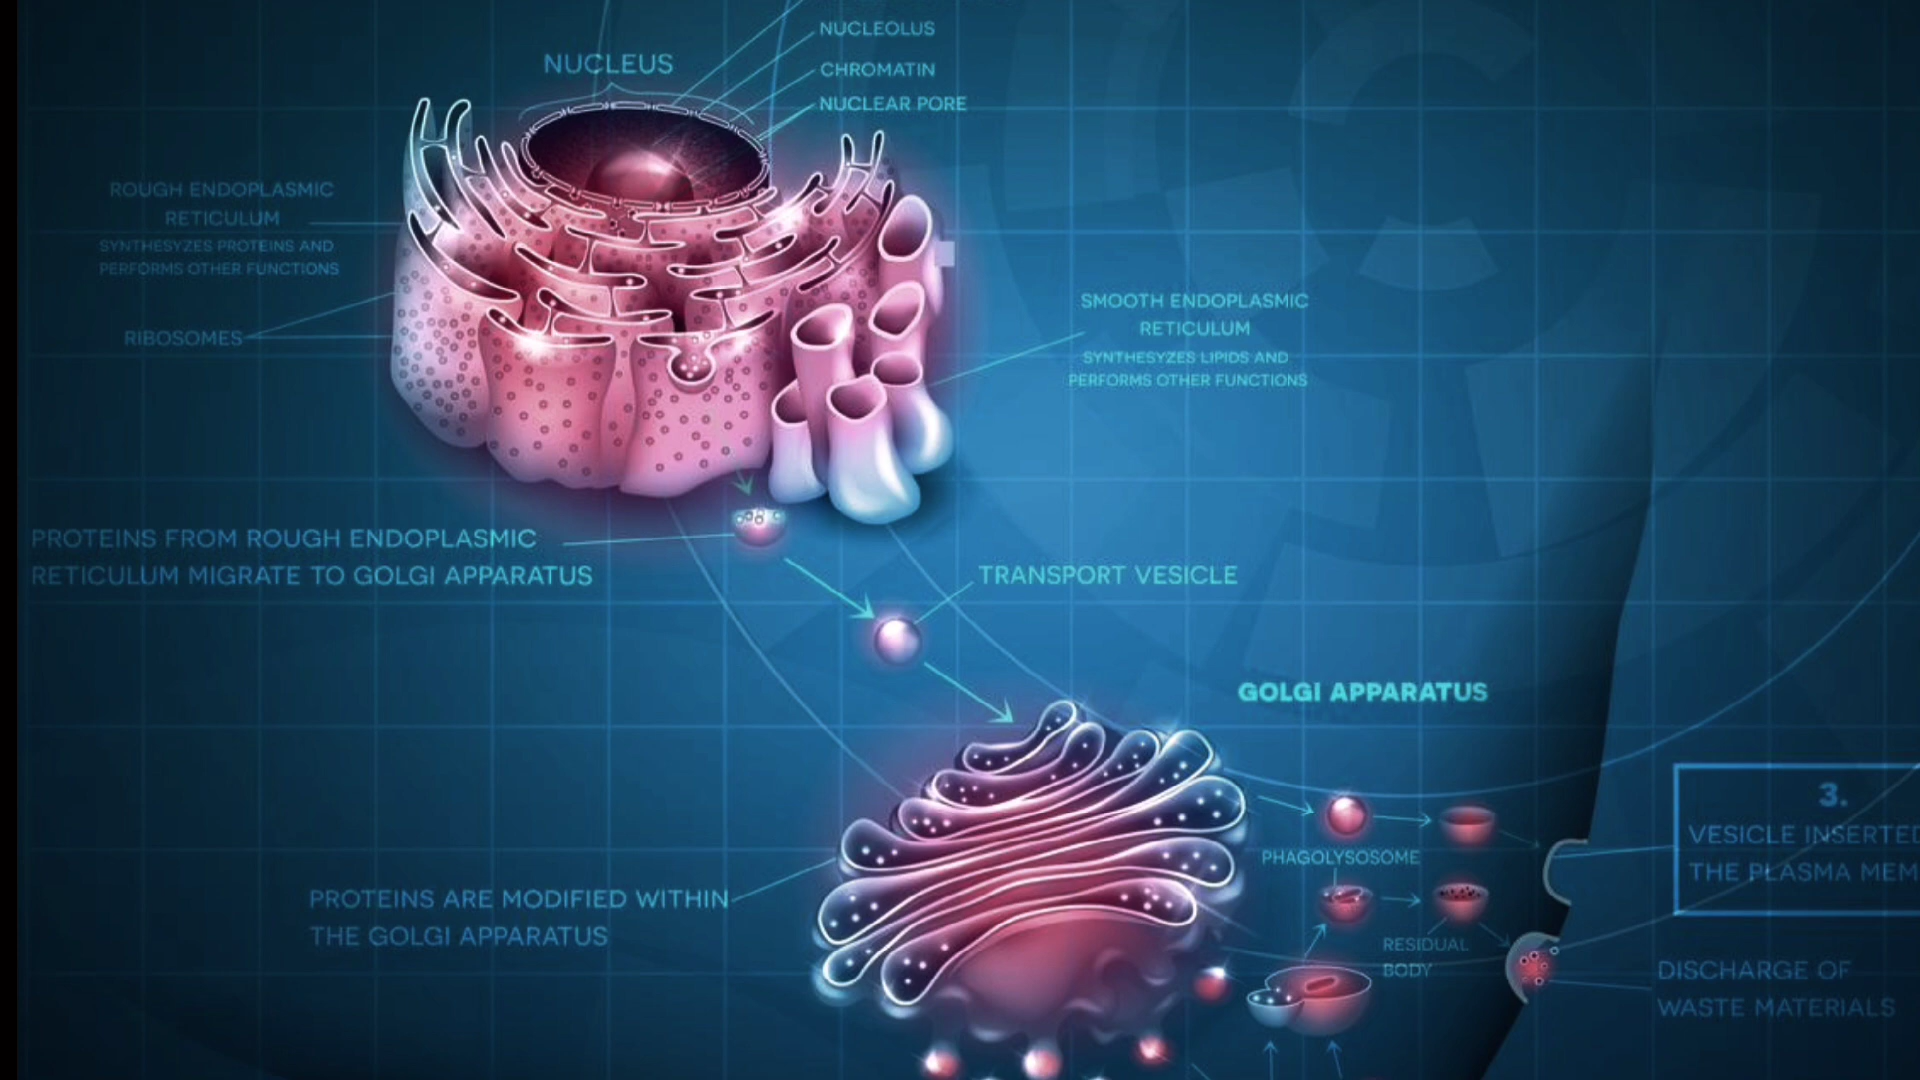 NUCLEOLUS
NUCLEUS
CHROMATIN
NUCLEAR PORE
ROUGH ENDOPLASMIC
RETICULUM
SYNTHESYZES PROTEINS AND
PERFORMS OTHER FUNCTIONS
RIBOSOMES
SMOOTH ENDOPLASMIC
RETICULUM
SYNTHESYZES LIPIDS AND
PERFORMS OTHER FUNCTIONS
PROTEINS FROM ROUGH ENDOPLASMIC
RETICULUM MIGRATE TO GOLGI APPARATUS
TRANSPORT VESICLE
GOLGI APPARATUS
3.
VESICLE INSERTED
THE PLASMA MEM
PHAGOLYSOSOME
PROTEINS ARE MODIFIED WITHIN
THE GOLGI APPARATUS
RESIDUAL
BODY
DISCHARGE OF
WASTE MATERIALS